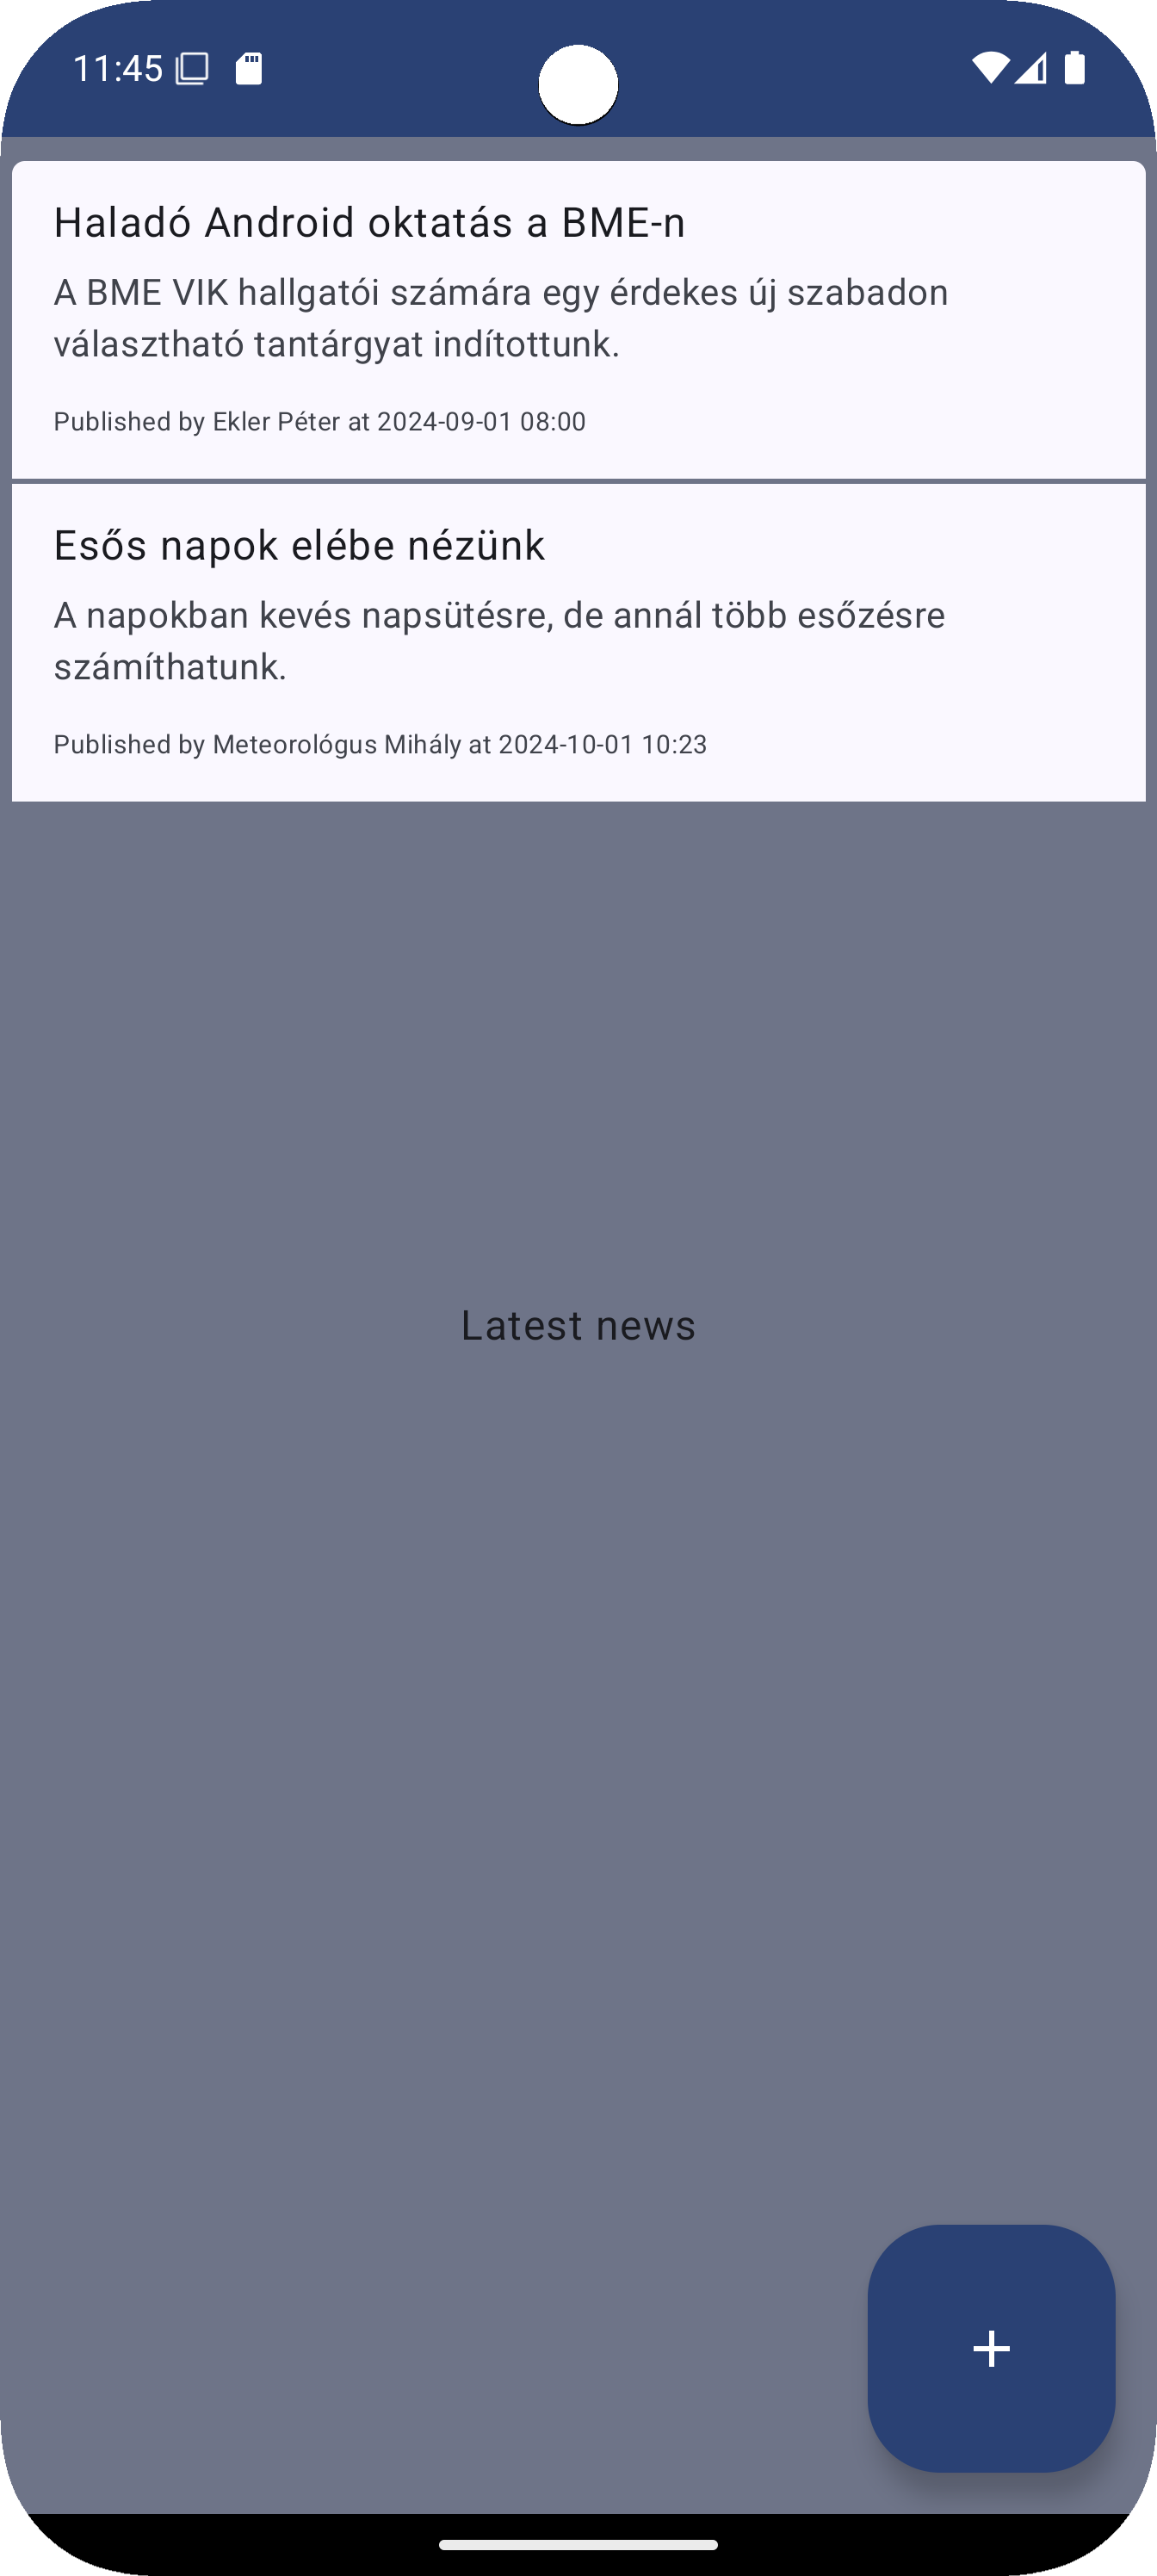 11:45
Haladó Android oktatás a BME-n
A BME VIK hallgatói számára egy érdekes új szabadon
választható tantárgyat indítottunk.
Published by Ekler Péter at 2024-09-01 08:00
Esős napok elébe nézünk
A napokban kevés napsütésre, de annál több esőzésre
számíthatunk.
Published by Meteorológus Mihály at 2024-10-01 10:23
Latest news
+